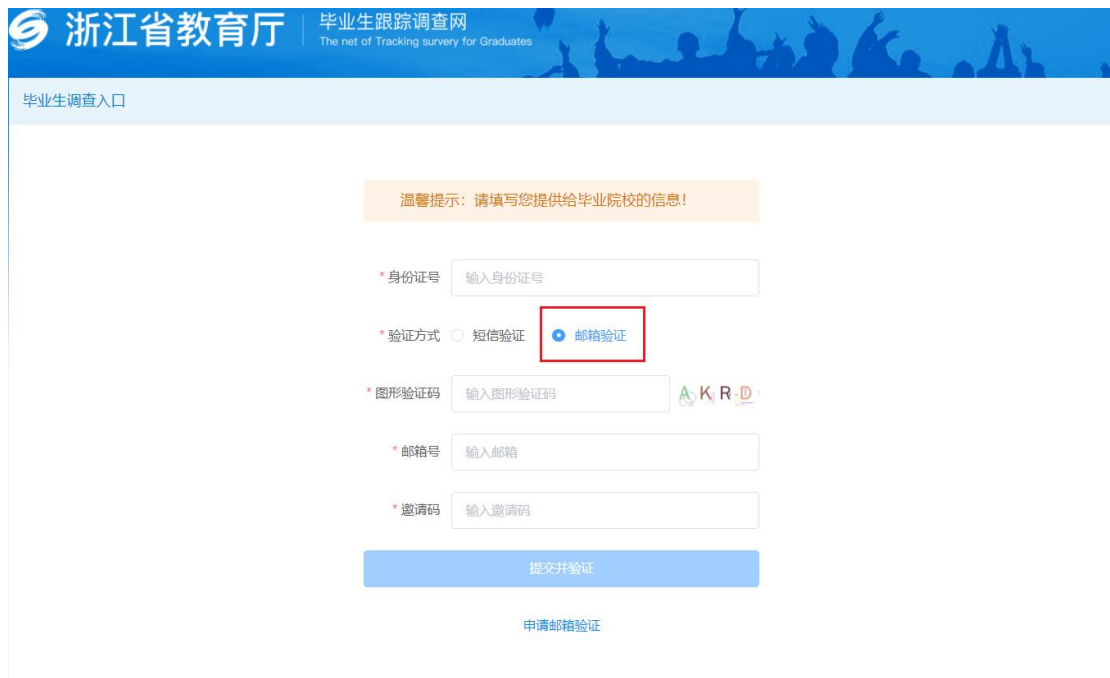 浙江省教育厅
毕业生跟踪调查网
The net of Tracking survery for Graduates
毕业生调查入口
温馨提示：请填写您提供给毕业院校的信息！
* 身份证号 输入身份证号
* 验证方式 短信验证 邮箱验证
* 图形验证码 输入图形验证码 A K R D
* 邮箱号 输入邮箱
* 邀请码 输入邀请码
提交并验证
申请邮箱验证